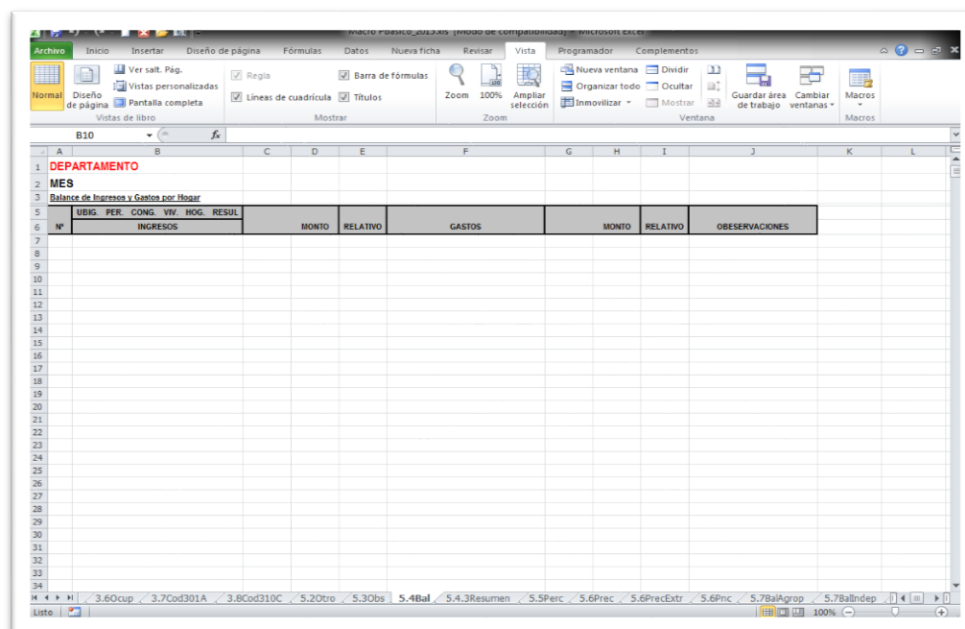 Macro Pbasico_2015.xls [Modo de compatibilidad] - Microsoft Excel
Archivo Inicio Insertar Diseño de página Fórmulas Datos Nueva ficha Revisar Vista Programador Complementos
Normal
Diseño de página
Ver salt. Pág.
Vistas personalizadas
Pantalla completa
Vistas de libro
Regla
Barra de fórmulas
Líneas de cuadrícula
Títulos
Mostrar
Zoom
100%
Ampliar selección
Zoom
Nueva ventana
Organizar todo
Inmovilizar
Dividir
Ocultar
Mostrar
Guardar área de trabajo
Cambiar ventanas
Ventana
Macros
Macros
B10 fx
A B C D E F G H I J K L
1 DEPARTAMENTO
2 MES
3 Balance de Ingresos y Gastos por Hogar
5 UBIG. PER. CONG. VIV. HOG. RESUL
6 Nº INGRESOS MONTO RELATIVO GASTOS MONTO RELATIVO OBESERVACIONES
7
8
9
10
11
12
13
14
15
16
17
18
19
20
21
22
23
24
25
26
27
28
29
30
31
32
33
34
3.6Ocup 3.7Cod301A 3.8Cod310C 5.2Otro 5.3Obs 5.4Bal 5.4.3Resumen 5.5Perc 5.6Prec 5.6PrecExtr 5.6Pnc 5.7BalAgrop 5.7BalIndep
Listo 100%